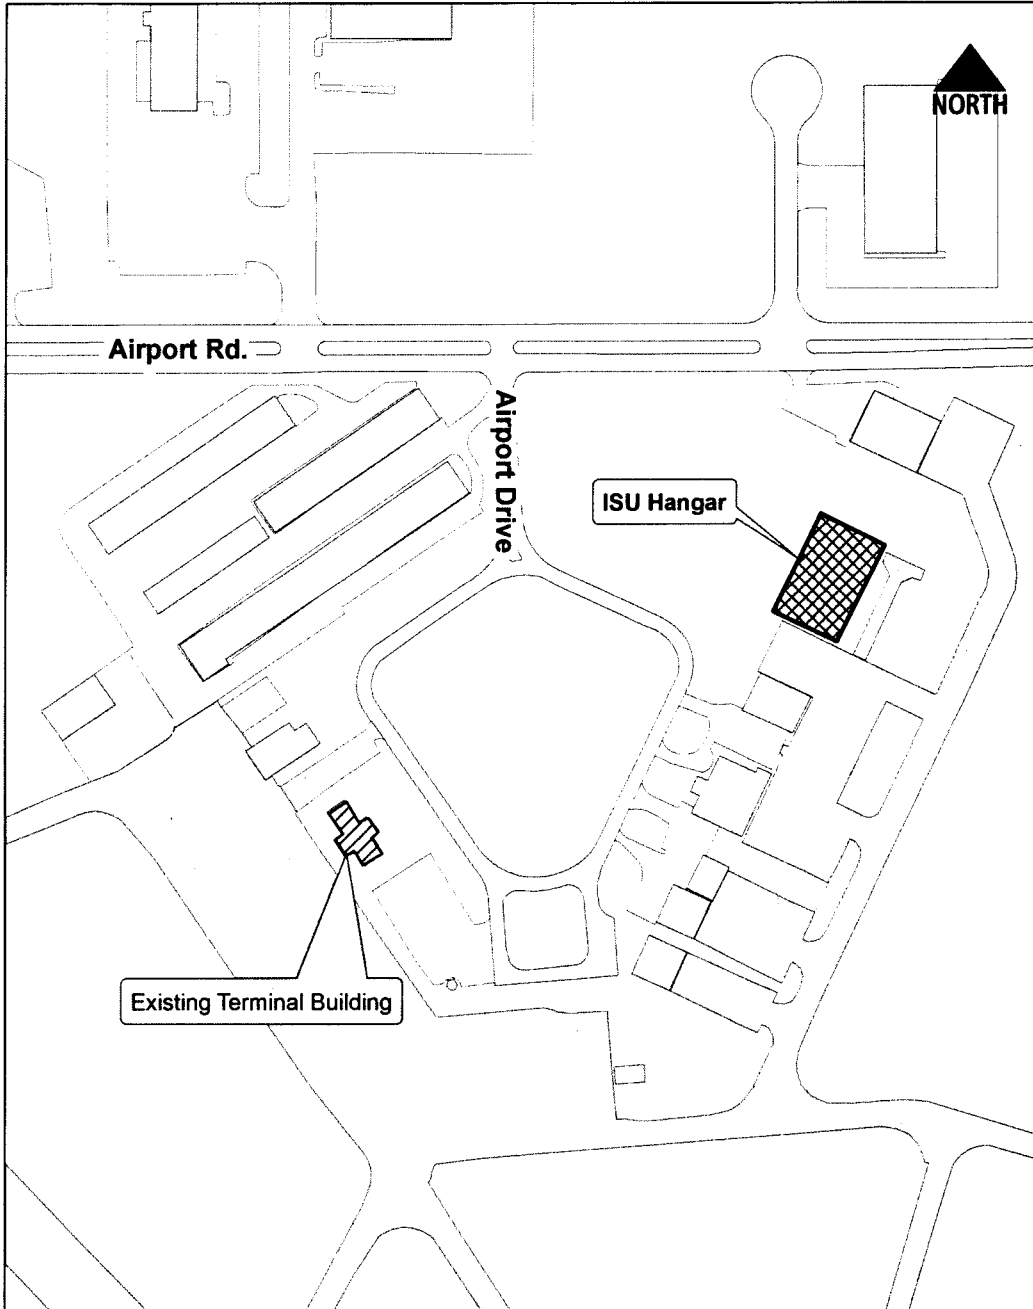 NORTH
Airport Rd.
Airport Drive
ISU Hangar
Existing Terminal Building